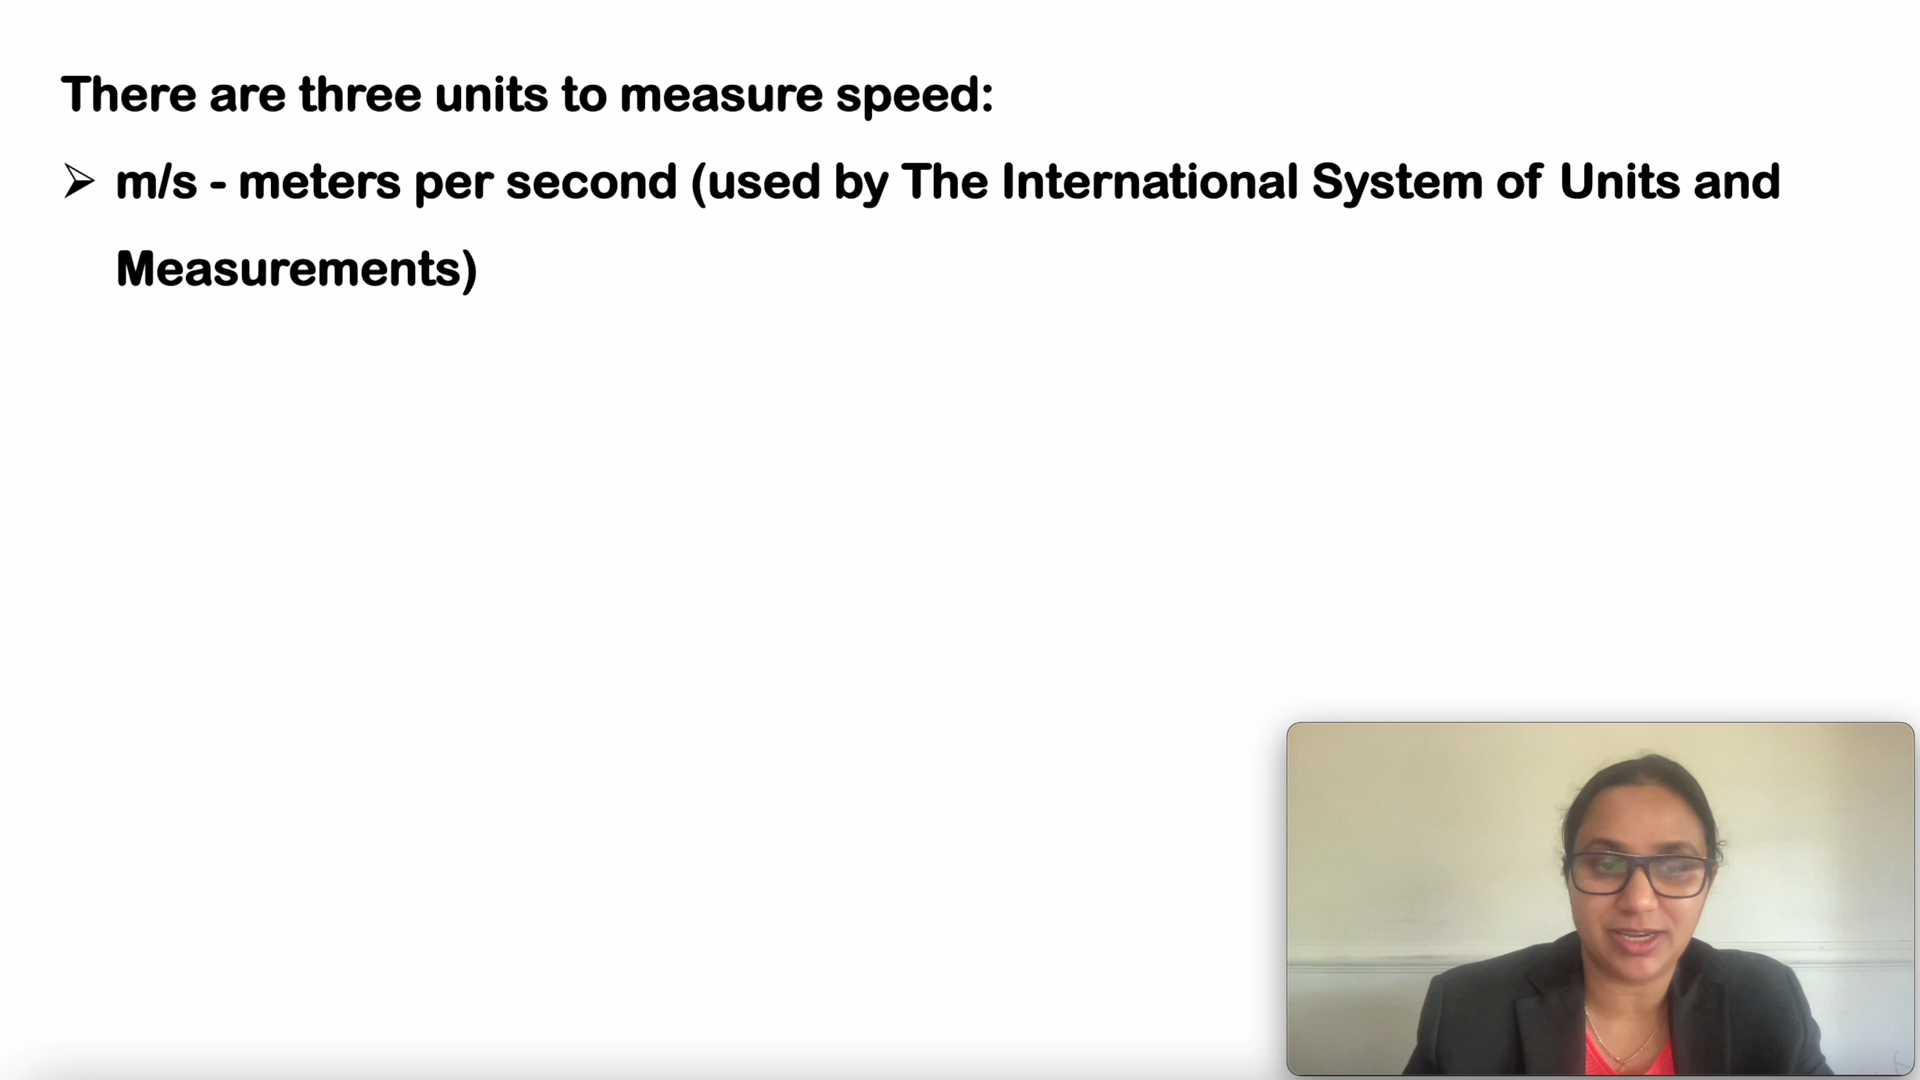 There are three units to measure speed:
➢ m/s - meters per second (used by The International System of Units and
Measurements)